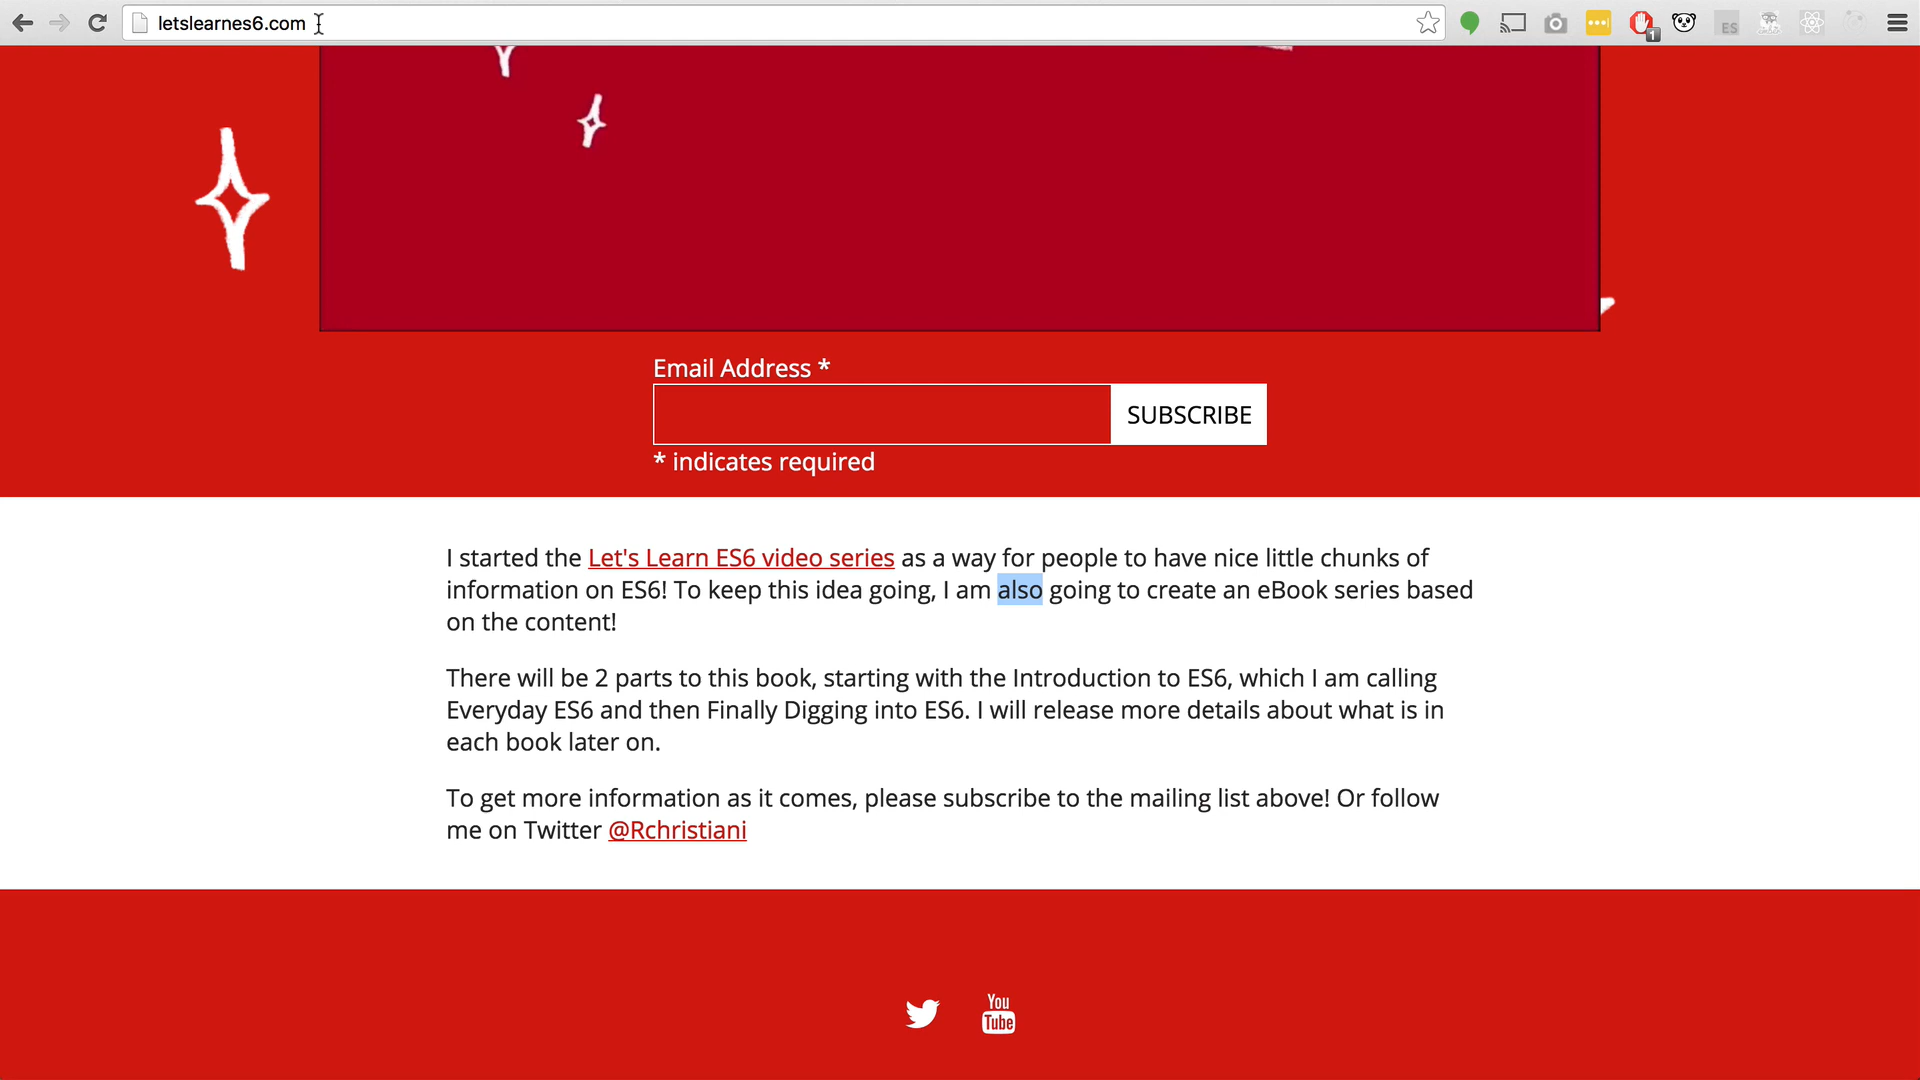 letslearnes6.com
1
ES
Email Address *
SUBSCRIBE
* indicates required
I started the Let's Learn ES6 video series as a way for people to have nice little chunks of
information on ES6! To keep this idea going, I am also going to create an eBook series based
on the content!
There will be 2 parts to this book, starting with the Introduction to ES6, which I am calling
Everyday ES6 and then Finally Digging into ES6. I will release more details about what is in
each book later on.
To get more information as it comes, please subscribe to the mailing list above! Or follow
me on Twitter @Rchristiani
You
Tube